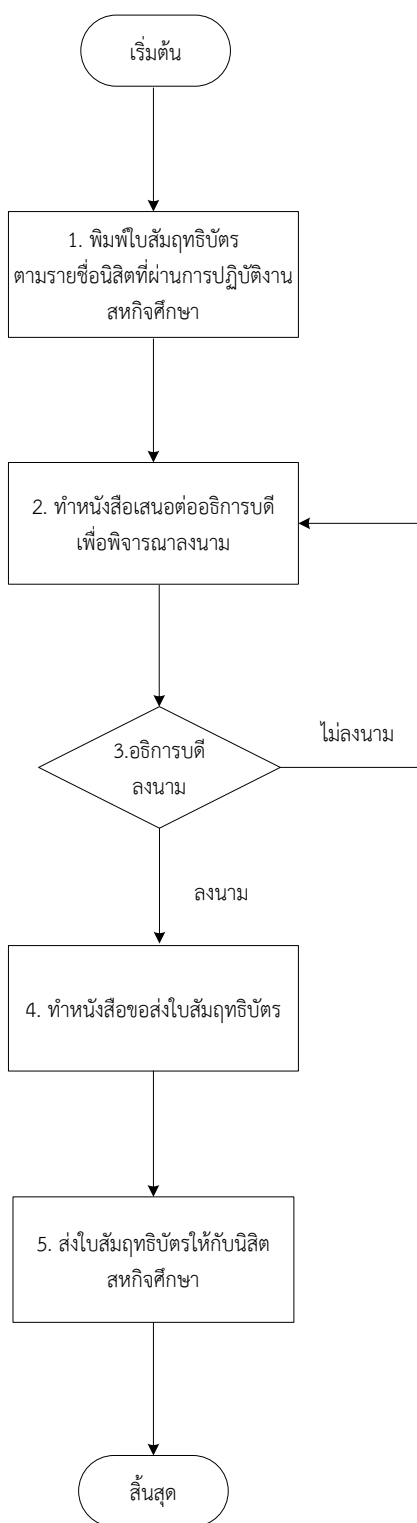 เริ่มต้น
1. พิมพ์ใบสัมฤทธิบัตร
ตามรายชื่อนิสิตที่ผ่านการปฏิบัติงาน
สหกิจศึกษา
2. ทำหนังสือเสนอต่ออธิการบดี
เพื่อพิจารณาลงนาม
3.อธิการบดี
ลงนาม
ไม่ลงนาม
ลงนาม
4. ทำหนังสือขอส่งใบสัมฤทธิบัตร
5. ส่งใบสัมฤทธิบัตรให้กับนิสิต
สหกิจศึกษา
สิ้นสุด